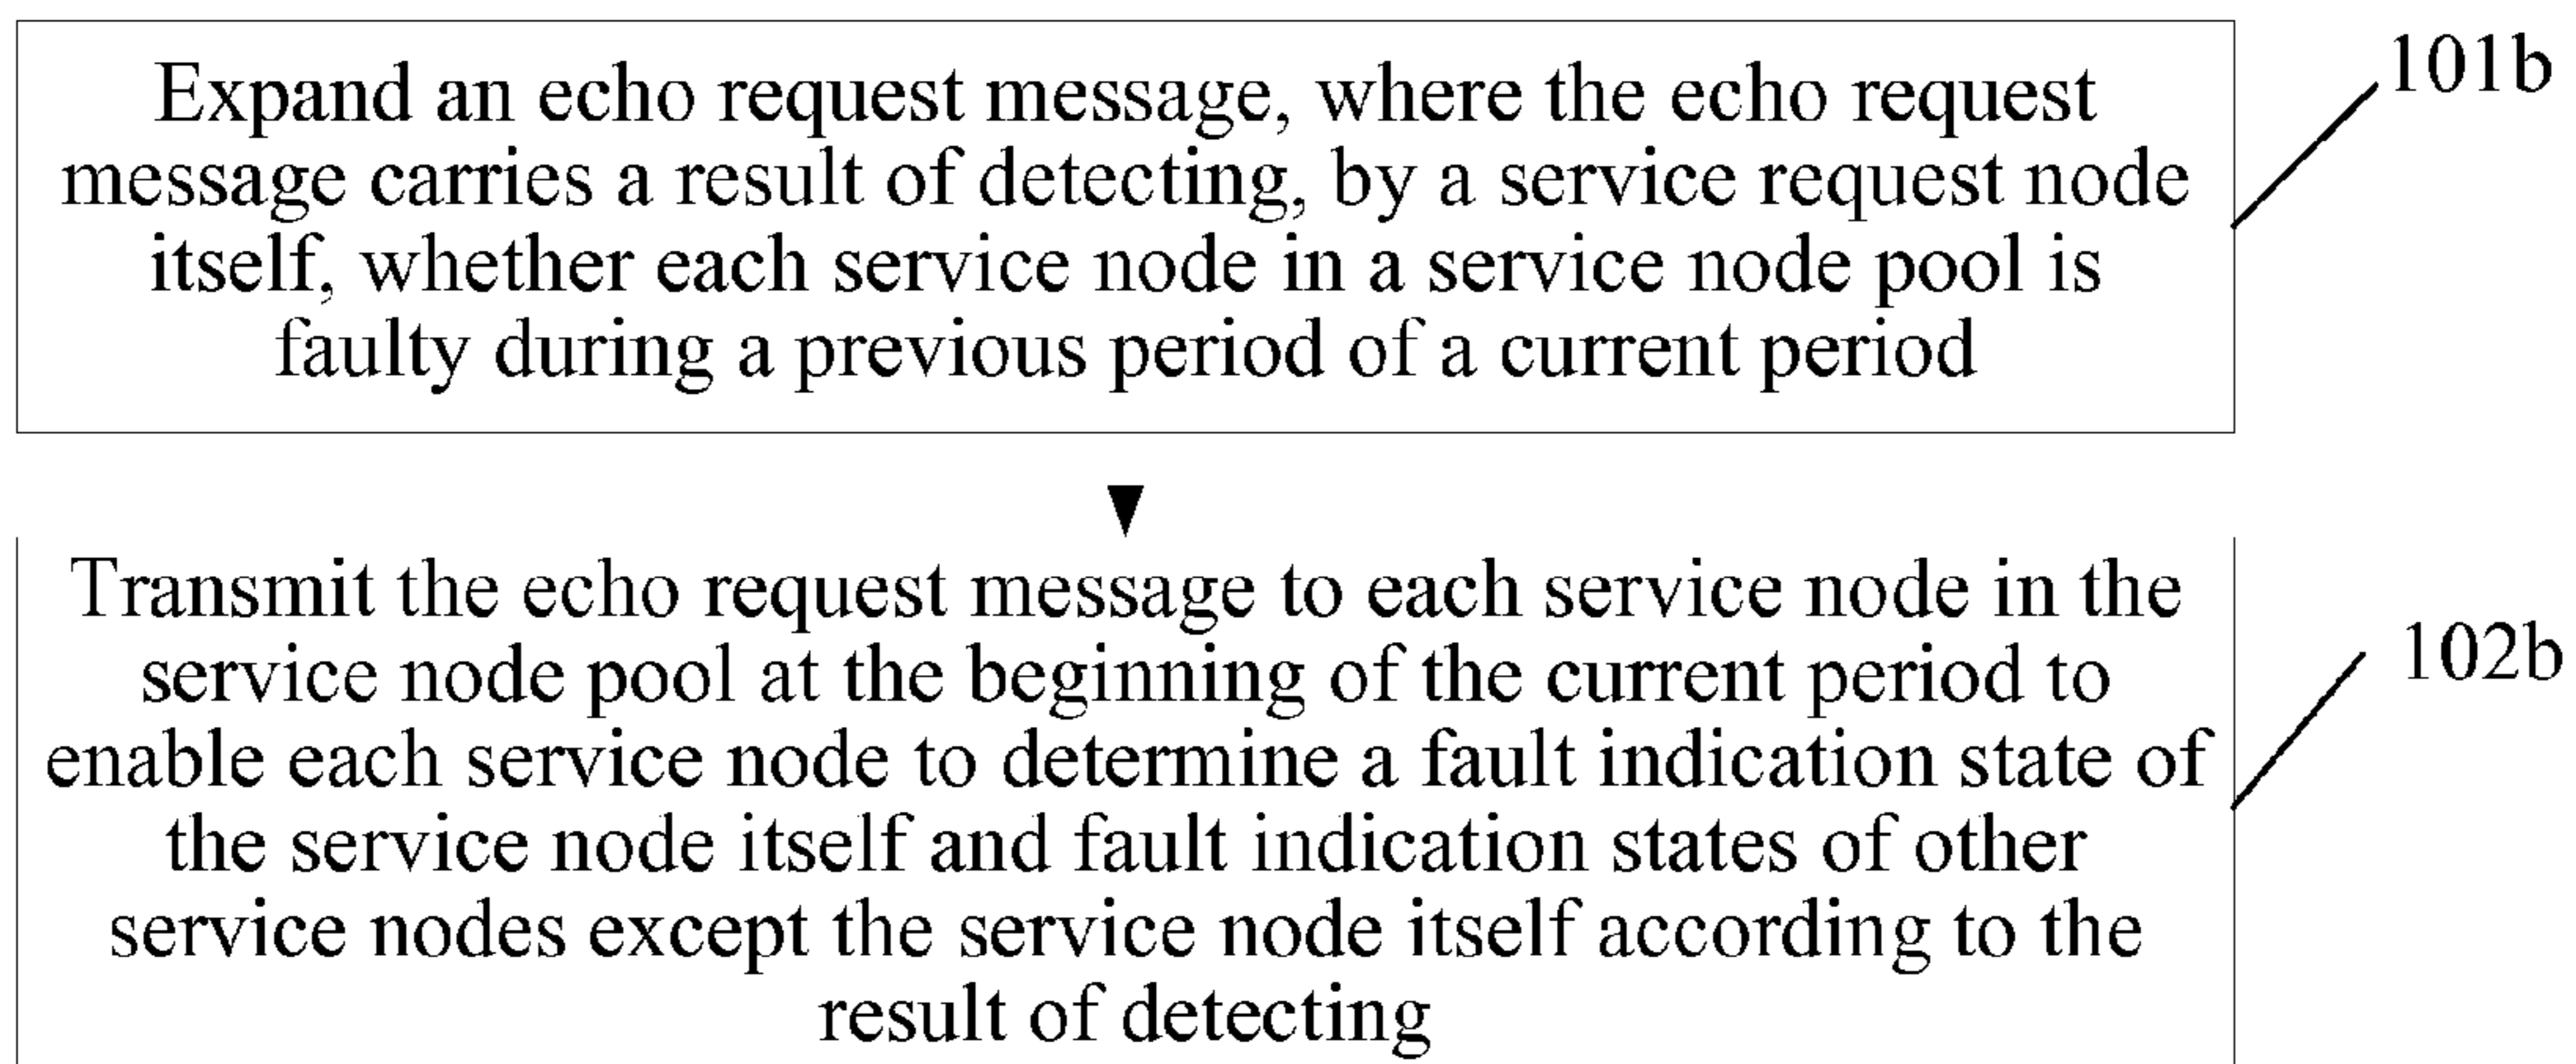 Expand an echo request message, where the echo request
message carries a result of detecting, by a service request node
itself, whether each service node in a service node pool is
faulty during a previous period of a current period
101b
Transmit the echo request message to each service node in the
service node pool at the beginning of the current period to
enable each service node to determine a fault indication state of
the service node itself and fault indication states of other
service nodes except the service node itself according to the
result of detecting
102b